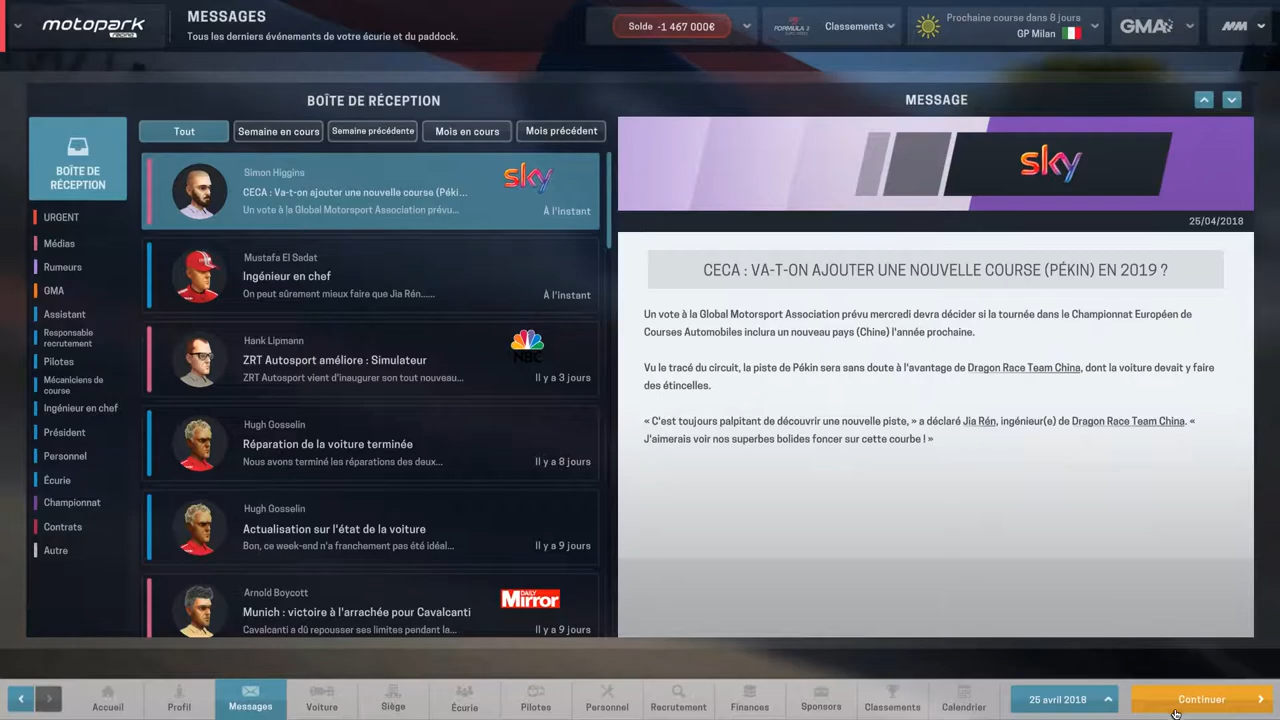 motopark
racing
MESSAGES
Tous les derniers événements de votre écurie et du paddock.
Solde -1 467 000€
FORMULA 2
Classements
Prochaine course dans 8 jours
GP Milan
GMA
MM
BOÎTE DE RÉCEPTION
MESSAGE
BOÎTE DE
RÉCEPTION
URGENT
Médias
Rumeurs
GMA
Assistant
Responsable
recrutement
Pilotes
Mécaniciens de
course
Ingénieur en chef
Président
Personnel
Écurie
Championnat
Contrats
Autre
Tout
Semaine en cours
Semaine précédente
Mois en cours
Mois précédent
Simon Higgins
sky
CECA : Va-t-on ajouter une nouvelle course (Péki...
Un vote à la Global Motorsport Association prévu...
À l'instant
Mustafa El Sadat
Ingénieur en chef
On peut sûrement mieux faire que Jia Rén......
À l'instant
Hank Lipmann
NBC
ZRT Autosport améliore : Simulateur
ZRT Autosport vient d'inaugurer son tout nouveau...
Il y a 3 jours
Hugh Gosselin
Réparation de la voiture terminée
Nous avons terminé les réparations des deux...
Il y a 8 jours
Hugh Gosselin
Actualisation sur l'état de la voiture
Bon, ce week-end n'a franchement pas été idéal...
Il y a 9 jours
Arnold Boycott
DAILY
Mirror
Munich : victoire à l'arrachée pour Cavalcanti
Cavalcanti a dû repousser ses limites pendant la...
Il y a 9 jours
sky
25/04/2018
CECA : VA-T-ON AJOUTER UNE NOUVELLE COURSE (PÉKIN) EN 2019 ?
Un vote à la Global Motorsport Association prévu mercredi devra décider si la tournée dans le Championnat Européen de
Courses Automobiles inclura un nouveau pays (Chine) l'année prochaine.
Vu le tracé du circuit, la piste de Pékin sera sans doute à l'avantage de Dragon Race Team China, dont la voiture devait y faire
des étincelles.
« C'est toujours palpitant de découvrir une nouvelle piste, » a déclaré Jia Rén, ingénieur(e) de Dragon Race Team China. «
J'aimerais voir nos superbes bolides foncer sur cette courbe ! »
Accueil
Profil
Messages
Voiture
Siège
Écurie
Pilotes
Personnel
Recrutement
Finances
Sponsors
Classements
Calendrier
25 avril 2018
Continuer